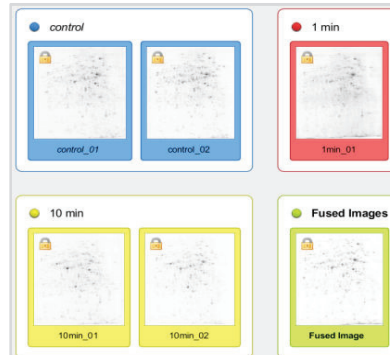 control
1 min
control_01
control_02
1min_01
10 min
Fused Images
10min_01
10min_02
Fused Image